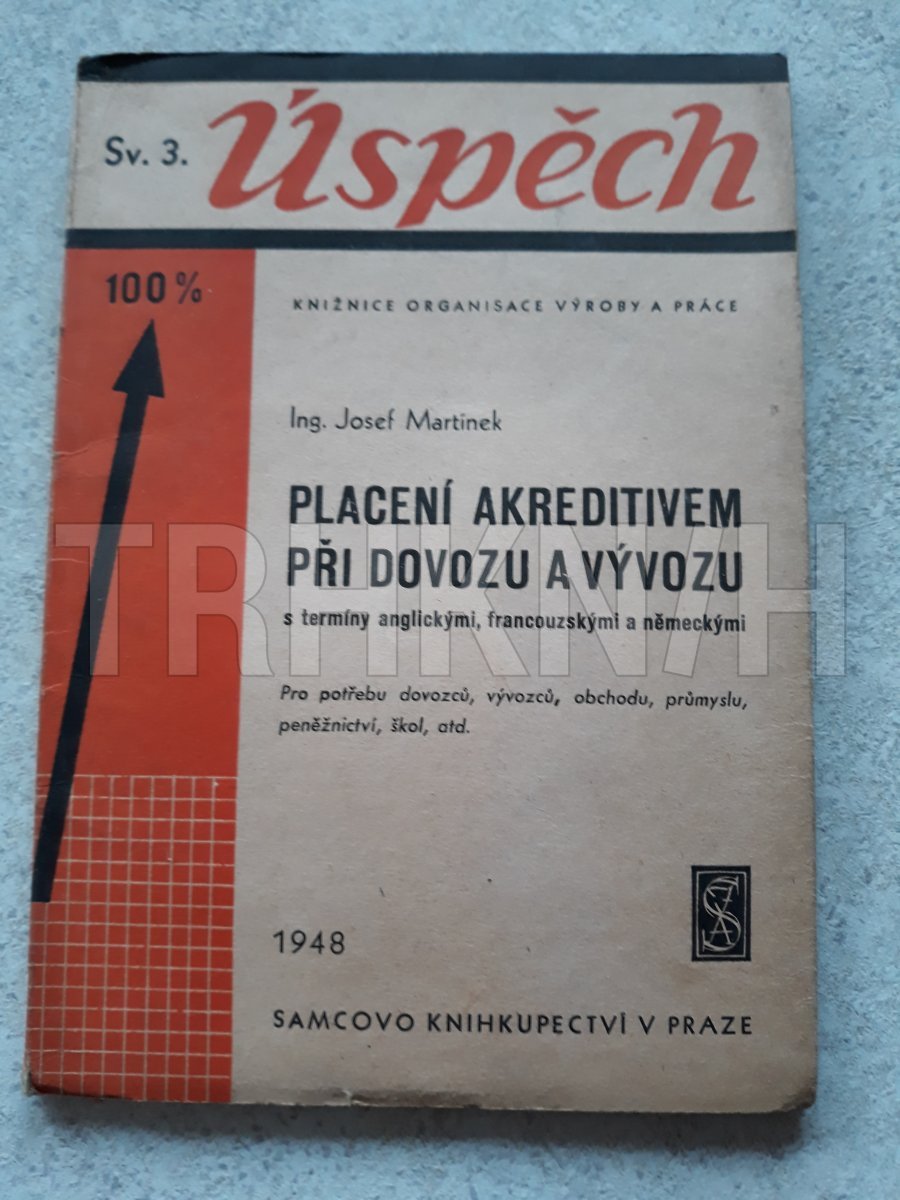 Sv. 3. Úspěch
100%
KNIŽNICE ORGANISACE VÝROBY A PRÁCE
Ing. Josef Martínek
PLACENÍ AKREDITIVEM
PŘI DOVOZU A VÝVOZU
s termíny anglickými, francouzskými a německými
TRHKNIH
Pro potřebu dovozců, vývozců, obchodu, průmyslu,
peněžnictví, škol, atd.
1948
SAMCOVO KNIHKUPECTVÍ V PRAZE